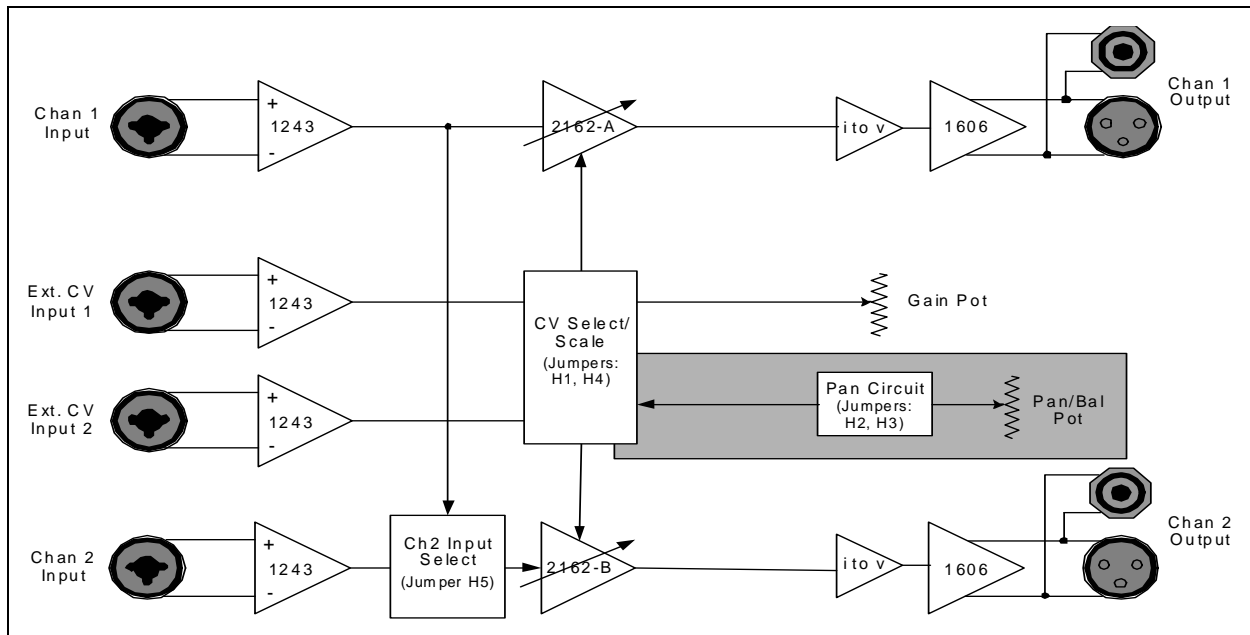 Chan 1
Input
+
1243
-
2162-A
i to v
1606
Chan 1
Output
Ext. CV
Input 1
+
1243
-
CV Select/
Scale
(Jumpers:
H1, H4)
Gain Pot
Ext. CV
Input 2
+
1243
-
Pan Circuit
(Jumpers:
H2, H3)
Pan/Bal
Pot
Chan 2
Input
+
1243
-
Ch2 Input
Select
(Jumper H5)
2162-B
i to v
1606
Chan 2
Output